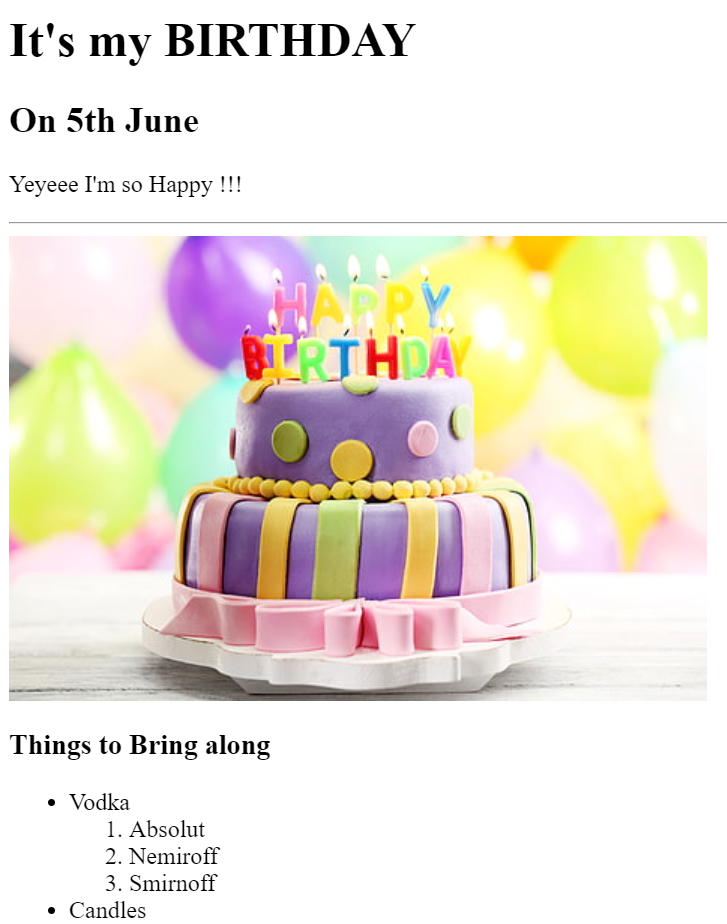 It's my BIRTHDAY
On 5th June
Yeyeee I'm so Happy !!!
HAPPY
BIRTHDAY
Things to Bring along
• Vodka
1. Absolut
2. Nemiroff
3. Smirnoff
• Candles